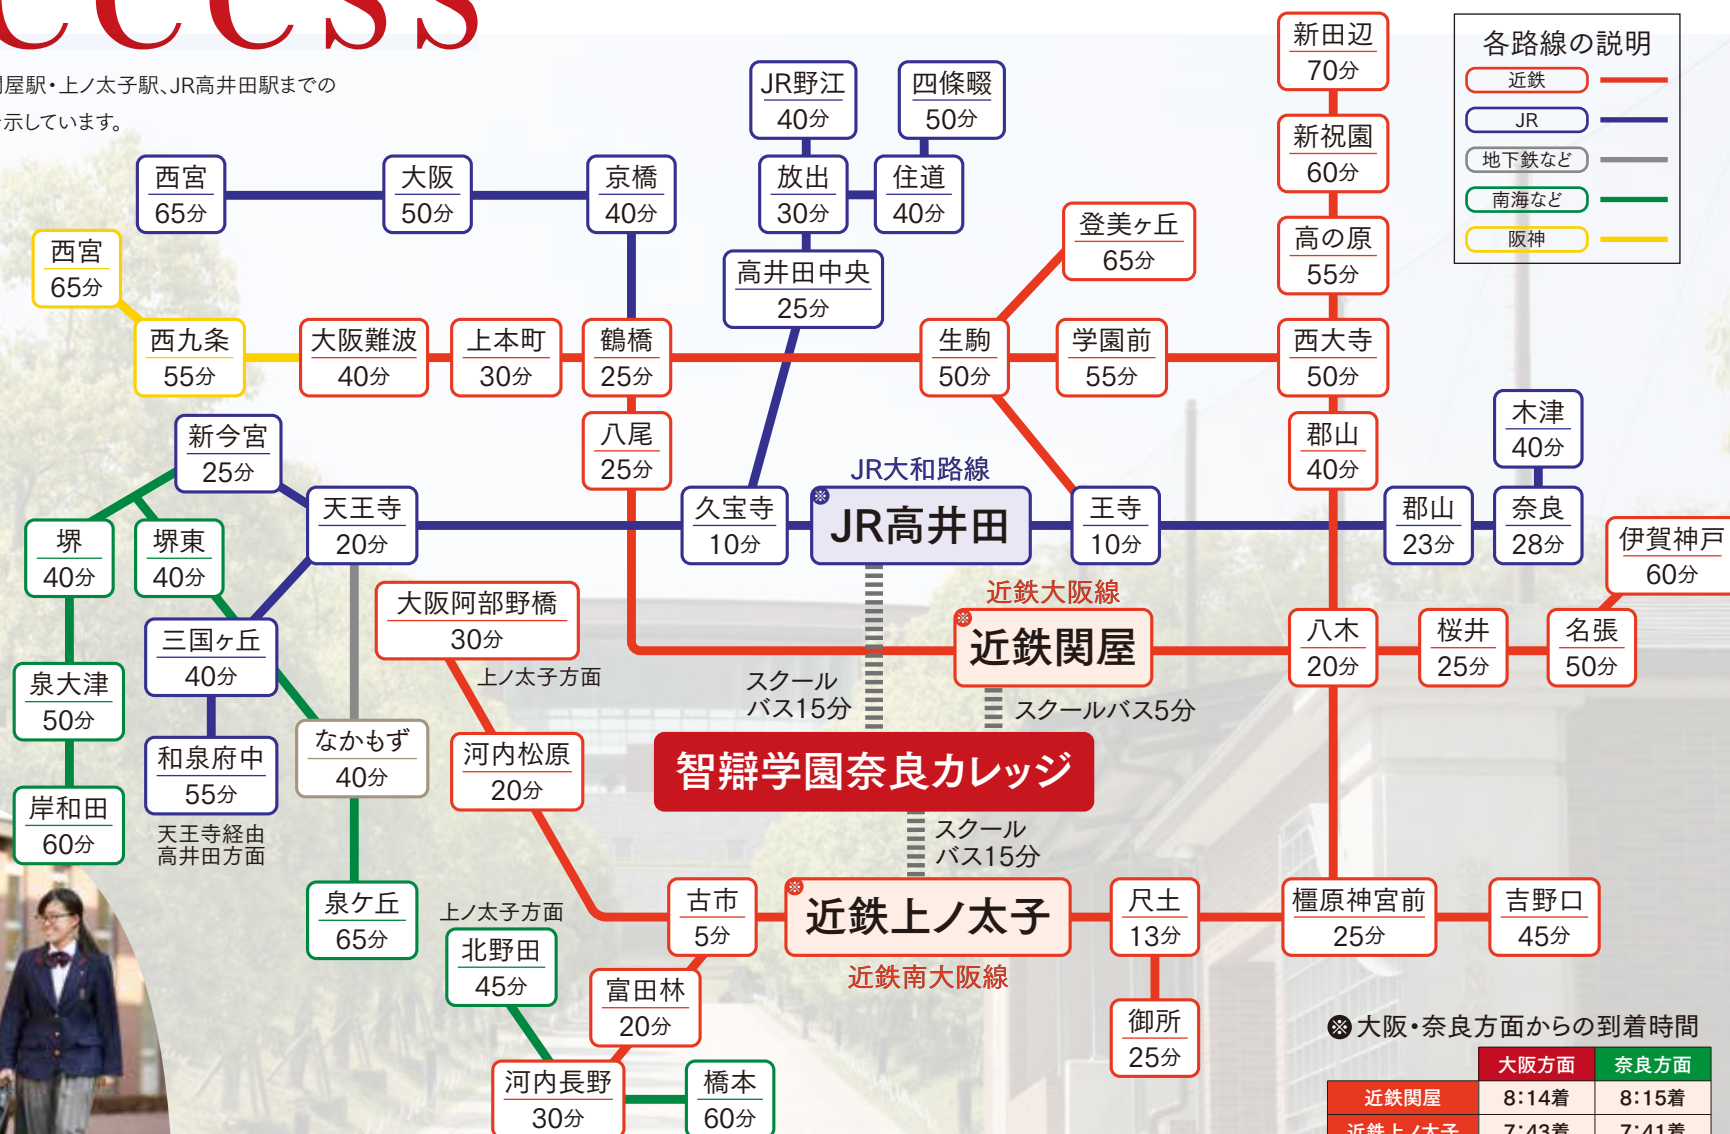 屋駅・上ノ太子駅、JR高井田駅までの
示しています。
各路線の説明
近鉄
JR
地下鉄など
南海など
阪神
新田辺
70分
新祝園
60分
高の原
55分
JR野江
40分
四條畷
50分
西宮
65分
大阪
50分
京橋
40分
放出
30分
住道
40分
登美ヶ丘
65分
西宮
65分
高井田中央
25分
西九条
55分
大阪難波
40分
上本町
30分
鶴橋
25分
生駒
50分
学園前
55分
西大寺
50分
新今宮
25分
八尾
25分
郡山
40分
木津
40分
JR大和路線
天王寺
20分
久宝寺
10分
※
JR高井田
王寺
10分
郡山
23分
奈良
28分
堺
40分
堺東
40分
伊賀神戸
60分
大阪阿部野橋
30分
上ノ太子方面
近鉄大阪線
※
近鉄関屋
八木
20分
桜井
25分
名張
50分
三国ヶ丘
40分
泉大津
50分
スクール
バス15分
スクールバス5分
なかもず
40分
和泉府中
55分
天王寺経由
高井田方面
河内松原
20分
智辯学園奈良カレッジ
岸和田
60分
スクール
バス15分
泉ケ丘
65分
上ノ太子方面
北野田
45分
古市
5分
※
近鉄上ノ太子
近鉄南大阪線
尺土
13分
橿原神宮前
25分
吉野口
45分
富田林
20分
御所
25分
河内長野
30分
橋本
60分
※大阪・奈良方面からの到着時間
大阪方面 奈良方面
近鉄関屋 8:14着 8:15着
近鉄上ノ太子 7:43着 7:41着